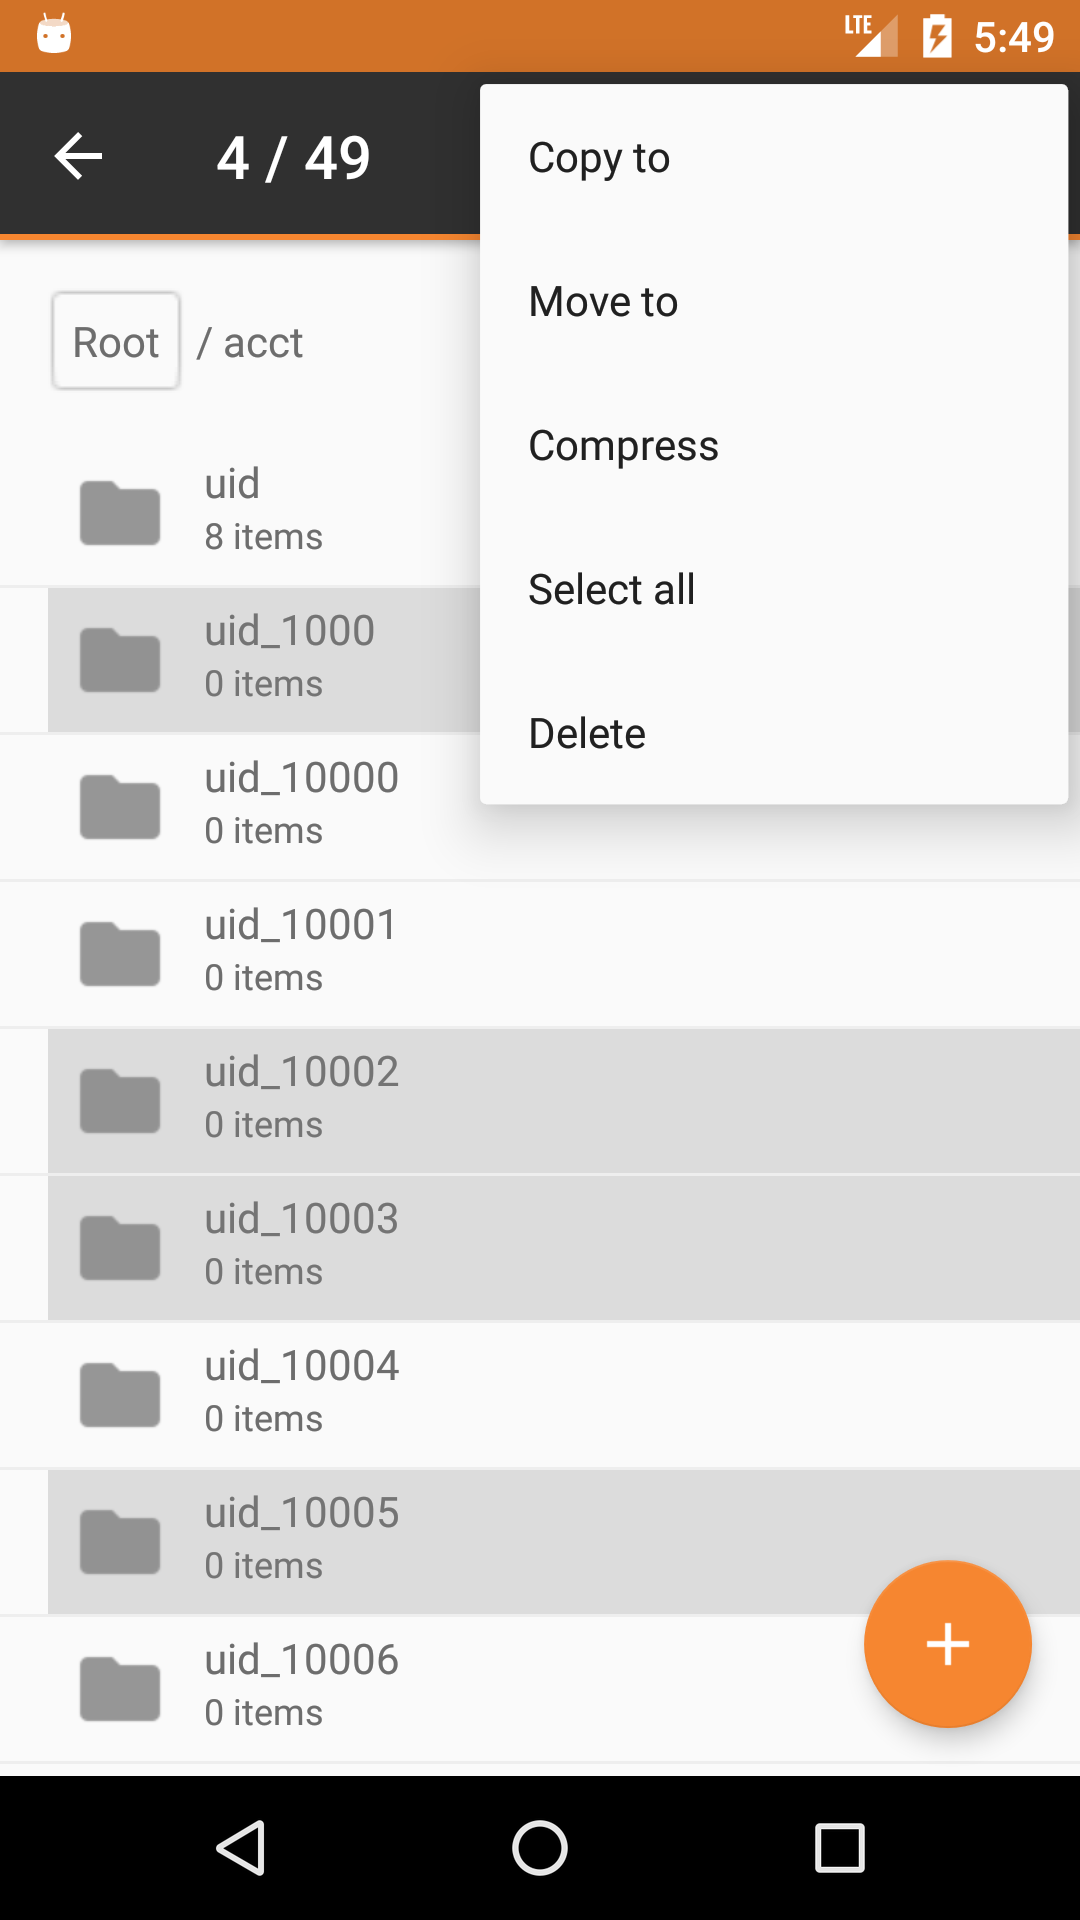 LTE 5:49
4 / 49
Copy to
Move to
Compress
Select all
Delete
Root / acct
uid
8 items
uid_1000
0 items
uid_10000
0 items
uid_10001
0 items
uid_10002
0 items
uid_10003
0 items
uid_10004
0 items
uid_10005
0 items
uid_10006
0 items